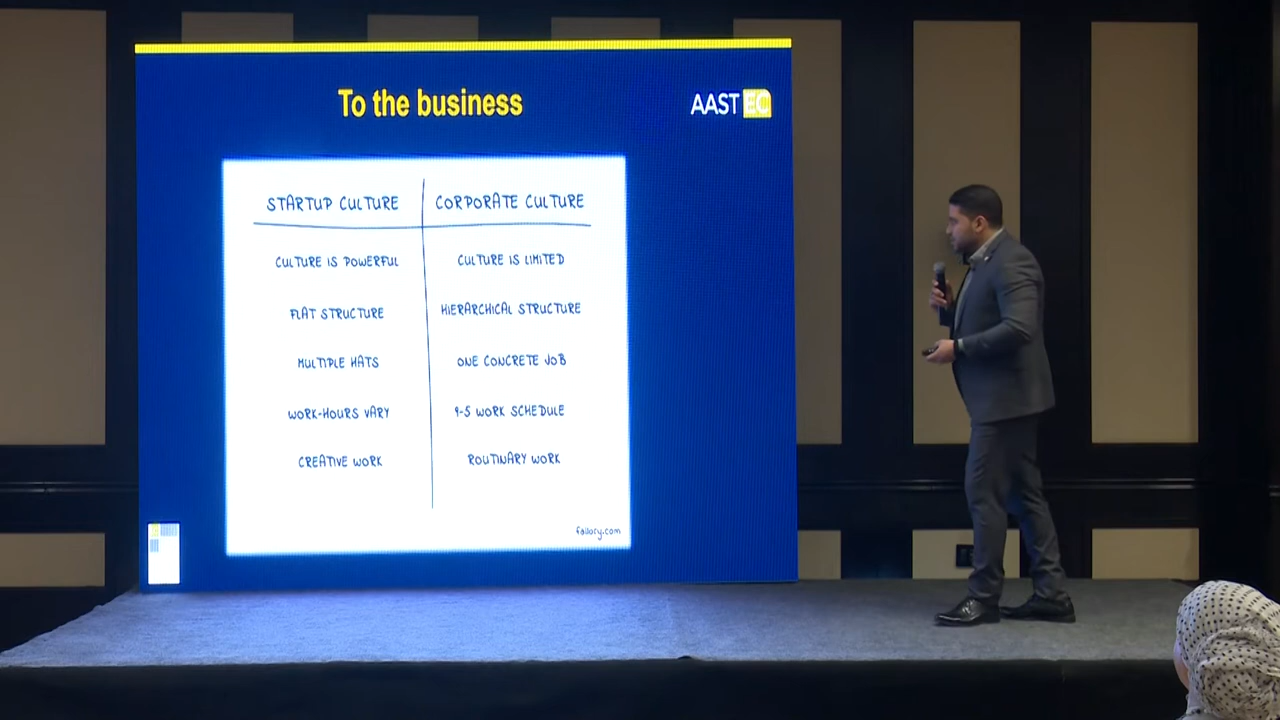 To the business
AAST EC
STARTUP CULTURE CORPORATE CULTURE
CULTURE IS POWERFUL CULTURE IS LIMITED
FLAT STRUCTURE HIERARCHICAL STRUCTURE
MULTIPLE HATS ONE CONCRETE JOB
WORK-HOURS VARY 9-5 WORK SCHEDULE
CREATIVE WORK ROUTINARY WORK
failory.com